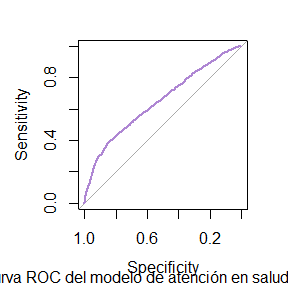 0.8
0.4
0.0
Sensitivity
1.0 0.6 0.2
Specificity
rva ROC del modelo de atención en salud